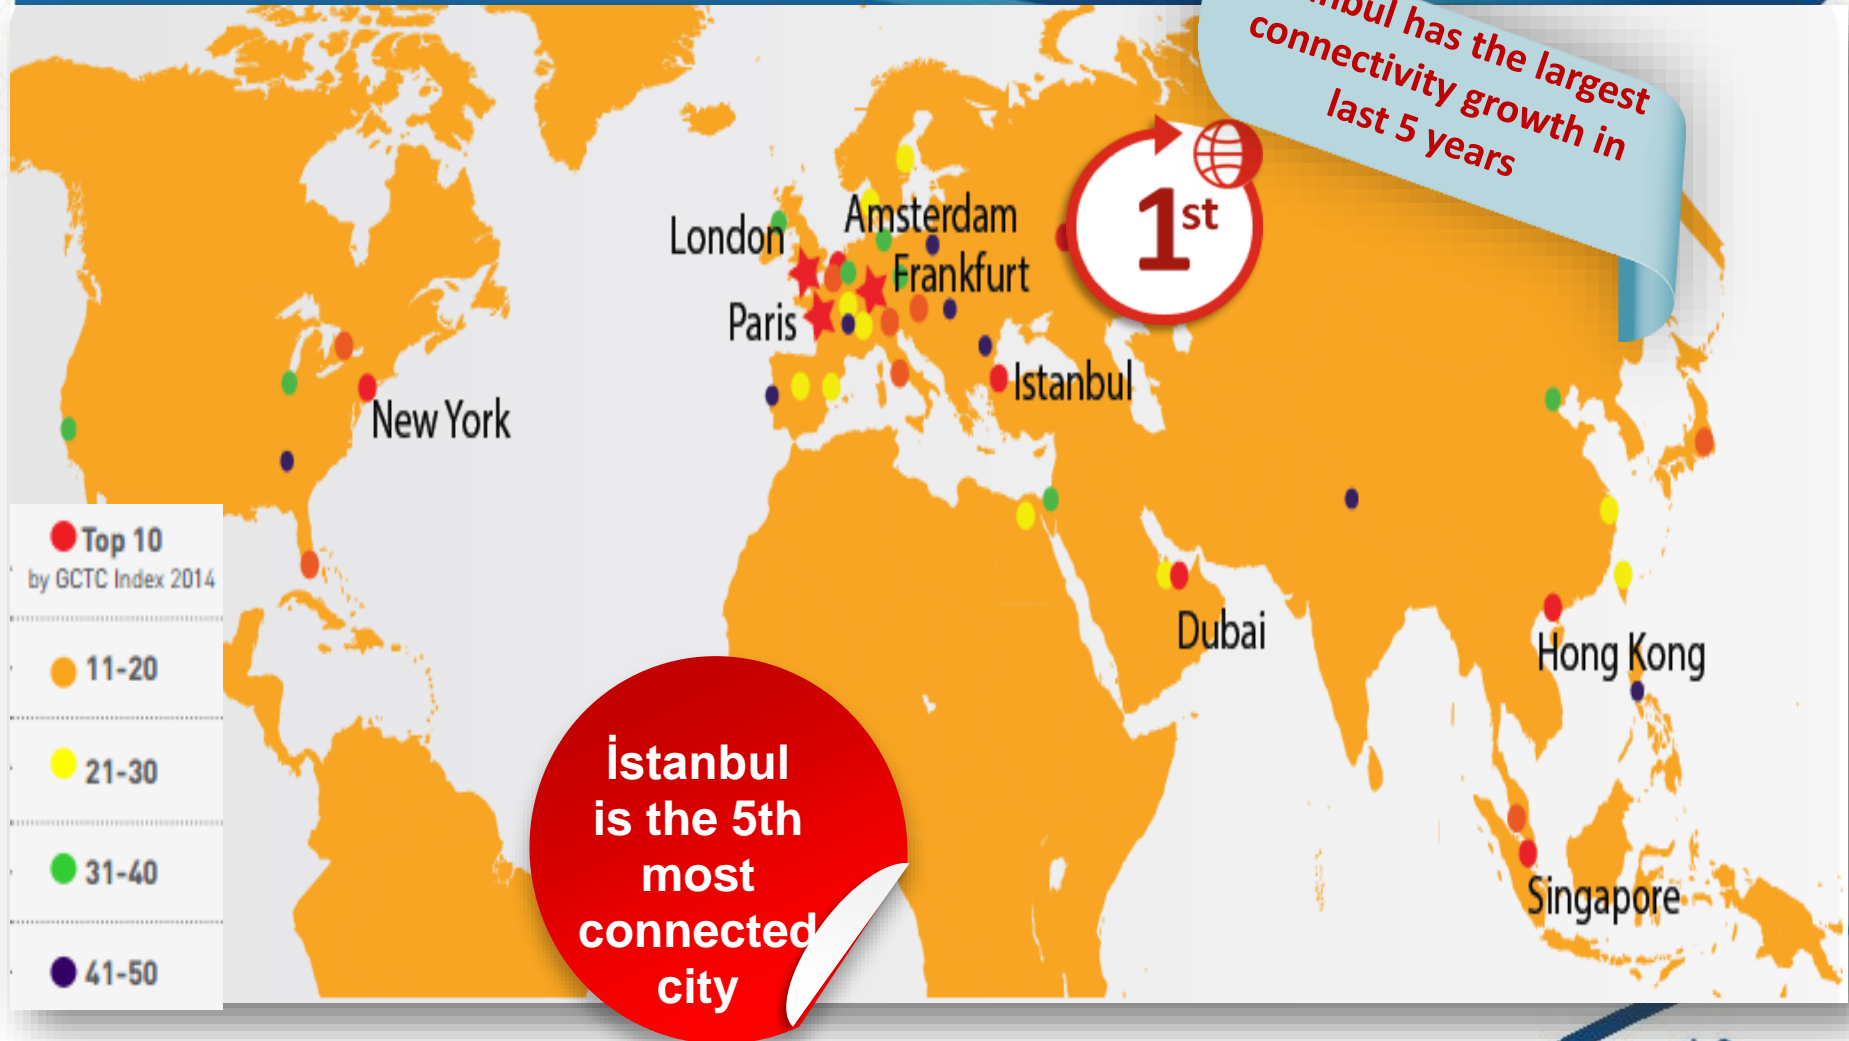 has the largest
connectivity growth in
last 5 years
1st
London
Amsterdam
Frankfurt
Paris
Istanbul
New York
Dubai
Hong Kong
Singapore
Top 10
by GCTC Index 2014
11-20
21-30
31-40
41-50
İstanbul
is the 5th
most
connected
city